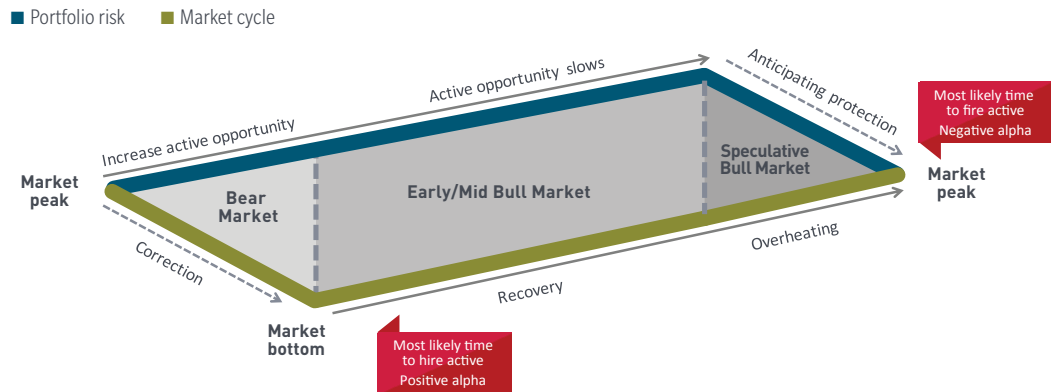 Portfolio risk
Market cycle
Active opportunity slows
Anticipating protection
Most likely time
to fire active
Negative alpha
Increase active opportunity
Market
peak
Bear
Market
Early/Mid Bull Market
Speculative
Bull Market
Market
peak
Correction
Recovery
Overheating
Market
bottom
Most likely time
to hire active
Positive alpha